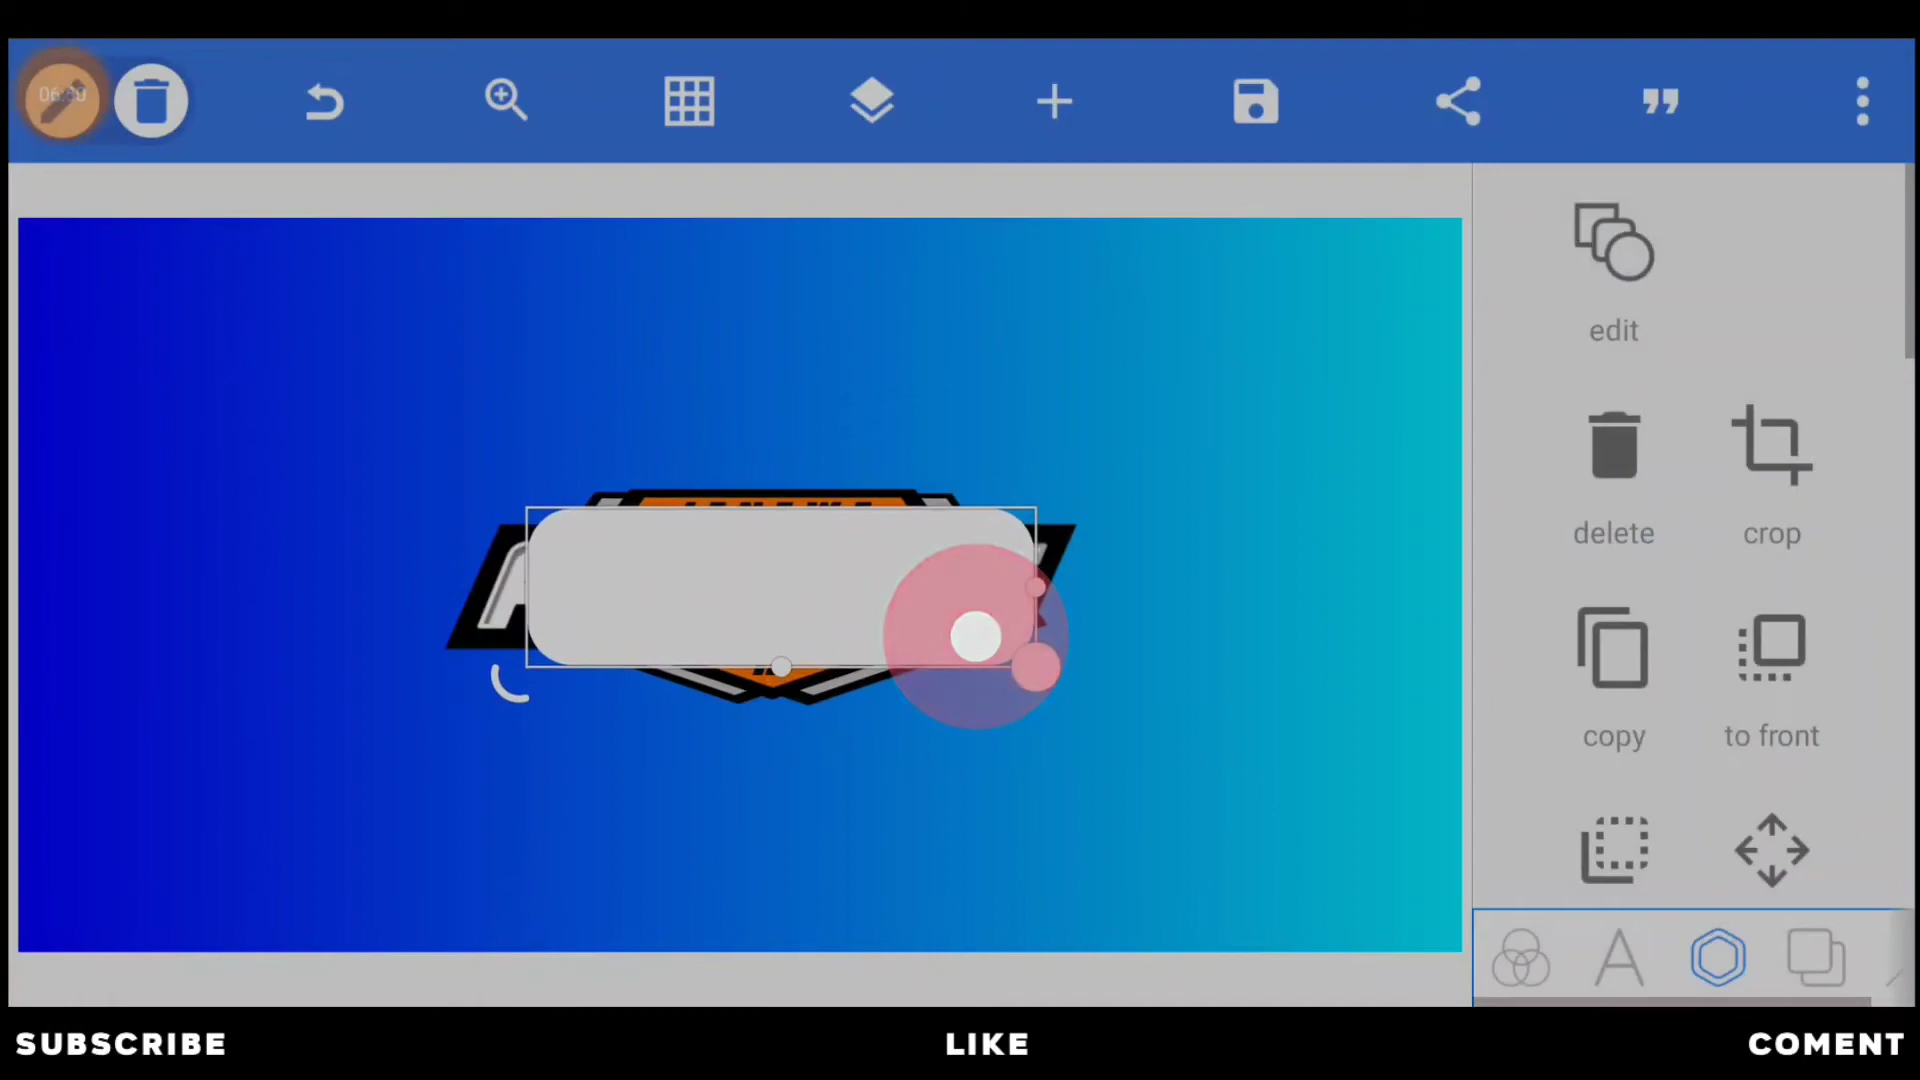 edit
delete
crop
copy
to front
SUBSCRIBE
LIKE
COMENT